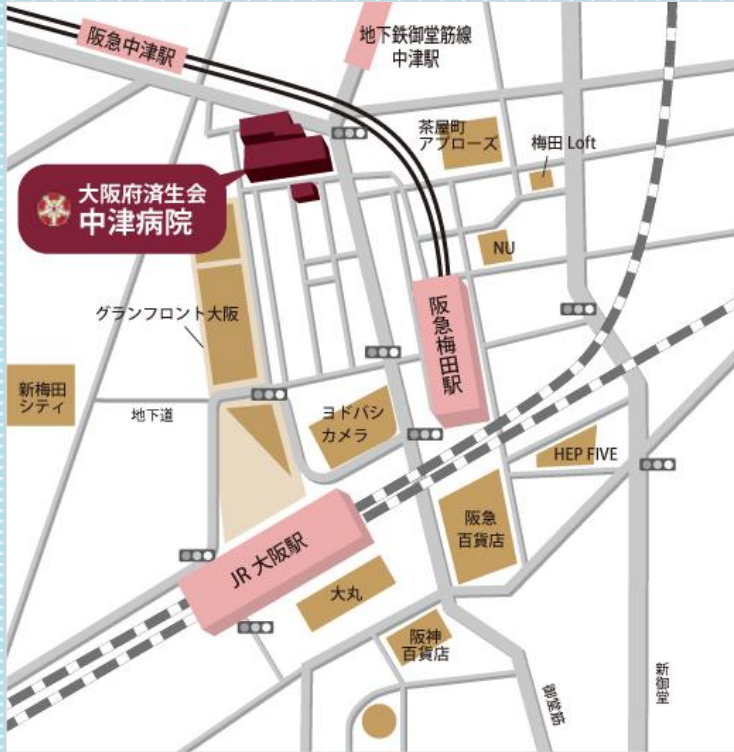 阪急中津駅
地下鉄御堂筋線
中津駅
茶屋町
アプローズ
梅田 Loft
大阪府済生会
中津病院
NU
グランフロント大阪
阪急梅田駅
新梅田
シティ
地下道
ヨドバシ
カメラ
HEP FIVE
阪急
百貨店
JR 大阪駅
大丸
阪神
百貨店
御堂筋
新御堂